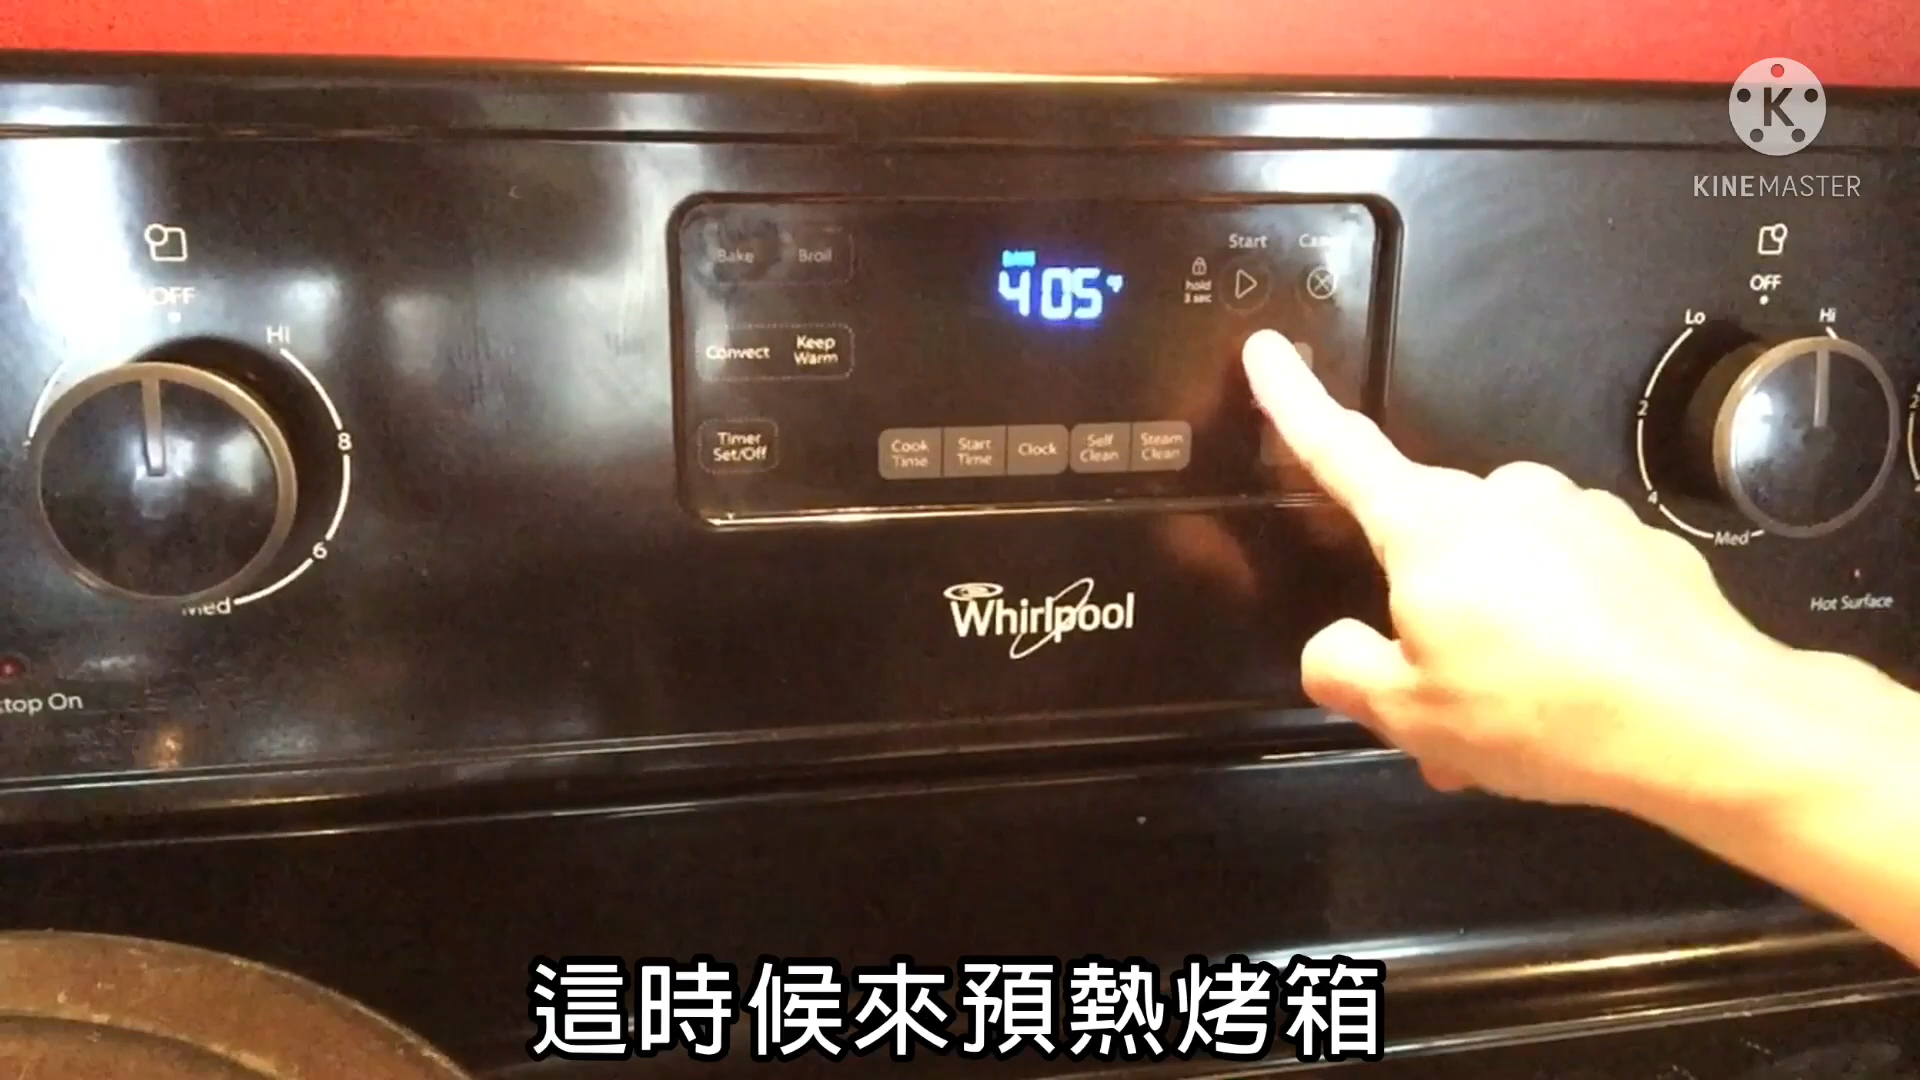 K
KINEMASTER
OFF
Hi
8
6
Med
stop On
Bake
Broil
Convect
Keep
Warm
Timer
Set/Off
405°F
Start
hold
3 sec
Cook
Time
Start
Time
Clock
Self
Clean
Steam
Clean
Whirlpool
OFF
Lo
Hi
2
4
Med
Hot Surface
這時候來預熱烤箱